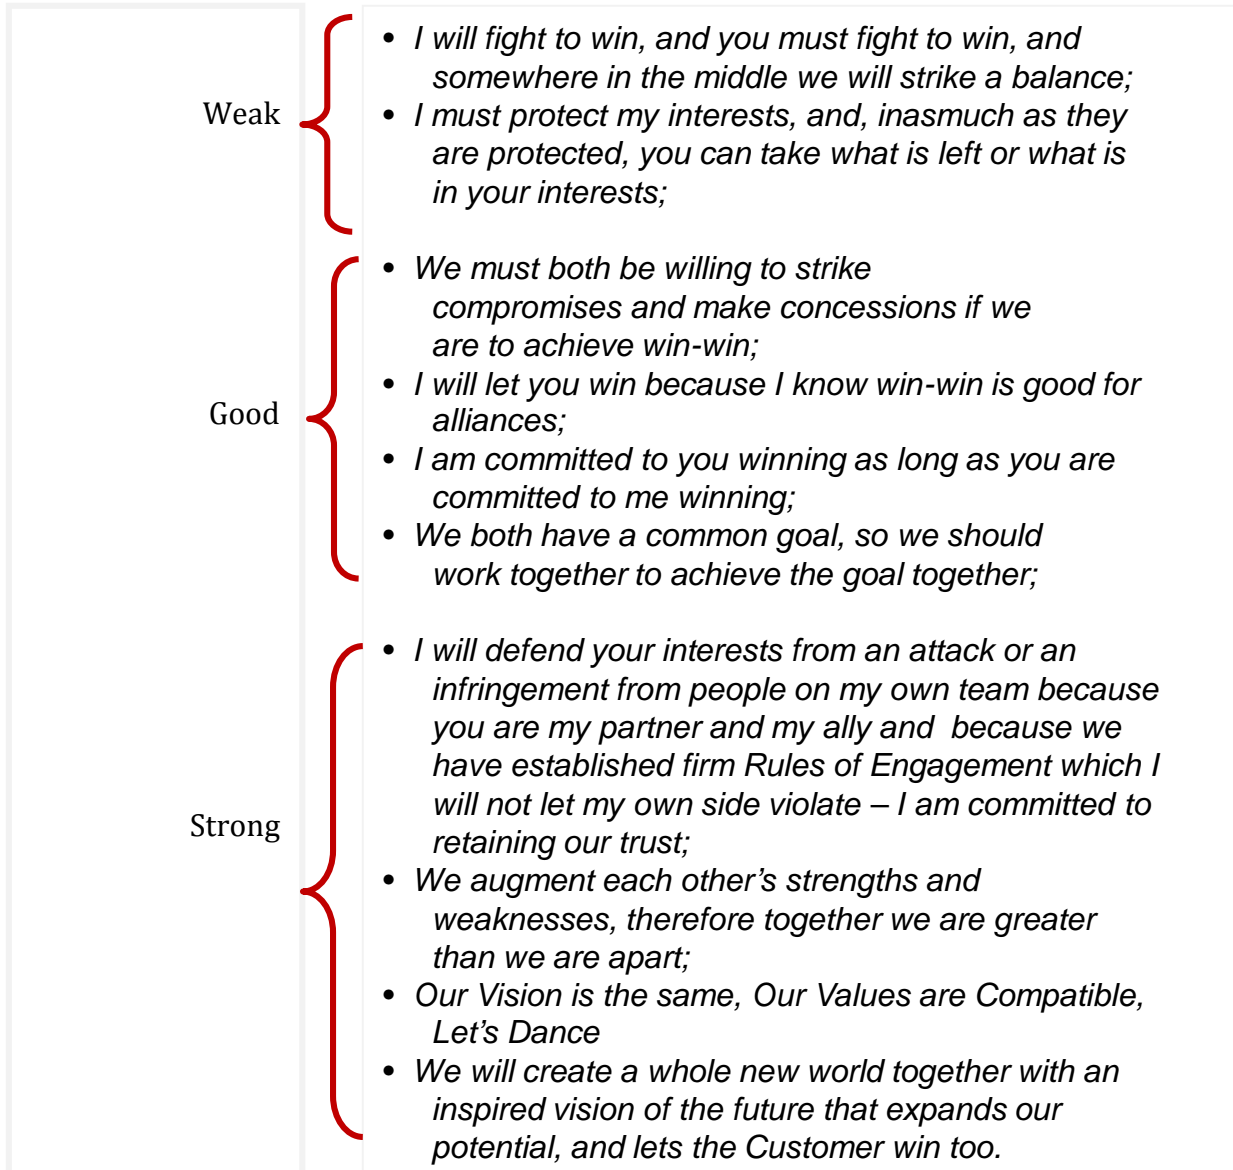 Weak
• I will fight to win, and you must fight to win, and
somewhere in the middle we will strike a balance;
• I must protect my interests, and, inasmuch as they
are protected, you can take what is left or what is
in your interests;
Good
• We must both be willing to strike
compromises and make concessions if we
are to achieve win-win;
• I will let you win because I know win-win is good for
alliances;
• I am committed to you winning as long as you are
committed to me winning;
• We both have a common goal, so we should
work together to achieve the goal together;
Strong
• I will defend your interests from an attack or an
infringement from people on my own team because
you are my partner and my ally and because we
have established firm Rules of Engagement which I
will not let my own side violate – I am committed to
retaining our trust;
• We augment each other’s strengths and
weaknesses, therefore together we are greater
than we are apart;
• Our Vision is the same, Our Values are Compatible,
Let’s Dance
• We will create a whole new world together with an
inspired vision of the future that expands our
potential, and lets the Customer win too.